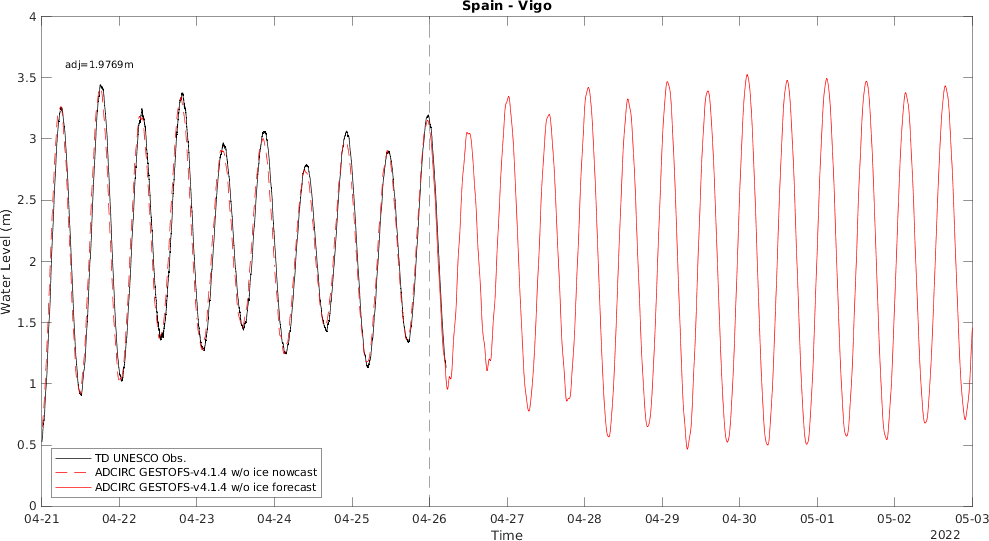 Spain - Vigo
adj=1.9769m
Water Level (m)
4
3.5
3
2.5
2
1.5
1
0.5
0
TD UNESCO Obs.
ADCIRC GESTOFS-v4.1.4 w/o ice nowcast
ADCIRC GESTOFS-v4.1.4 w/o ice forecast
04-21 04-22 04-23 04-24 04-25 04-26 04-27 04-28 04-29 04-30 05-01 05-02 05-03
Time
2022